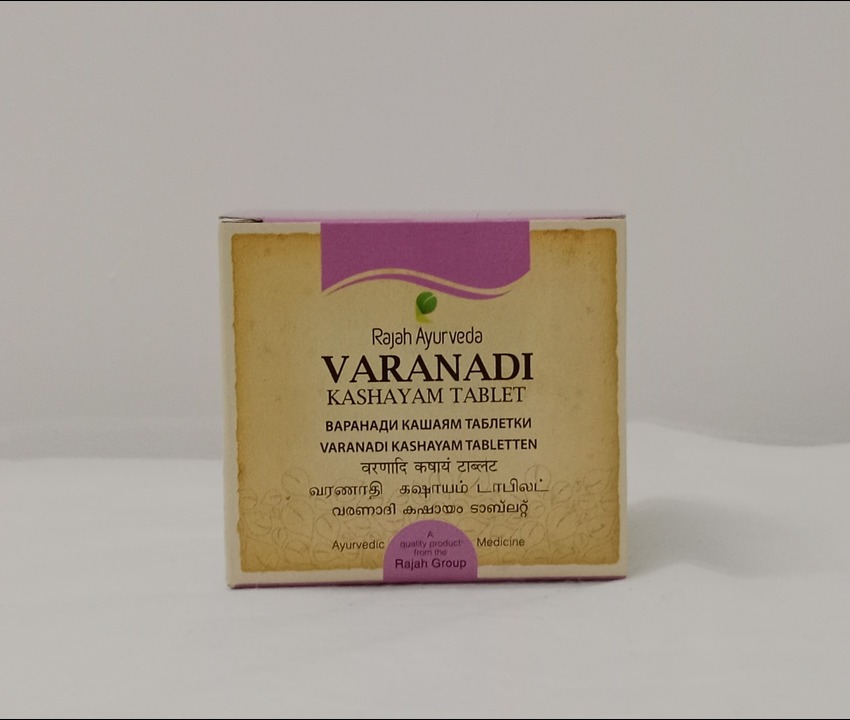 Rajah Ayurveda
VARANADI
KASHAYAM TABLET
ВАРАНАДИ КАШАЯМ ТАБЛЕТКИ
VARANADI KASHAYAM TABLETTEN
वरणादि कषायं टाब्लट
வரணாதி கஷாயம் டாபிலட்
വരണാദി കഷായം ടാബ്ലറ്റ്
Ayurvedic Medicine
A
quality product
from the
Rajah Group